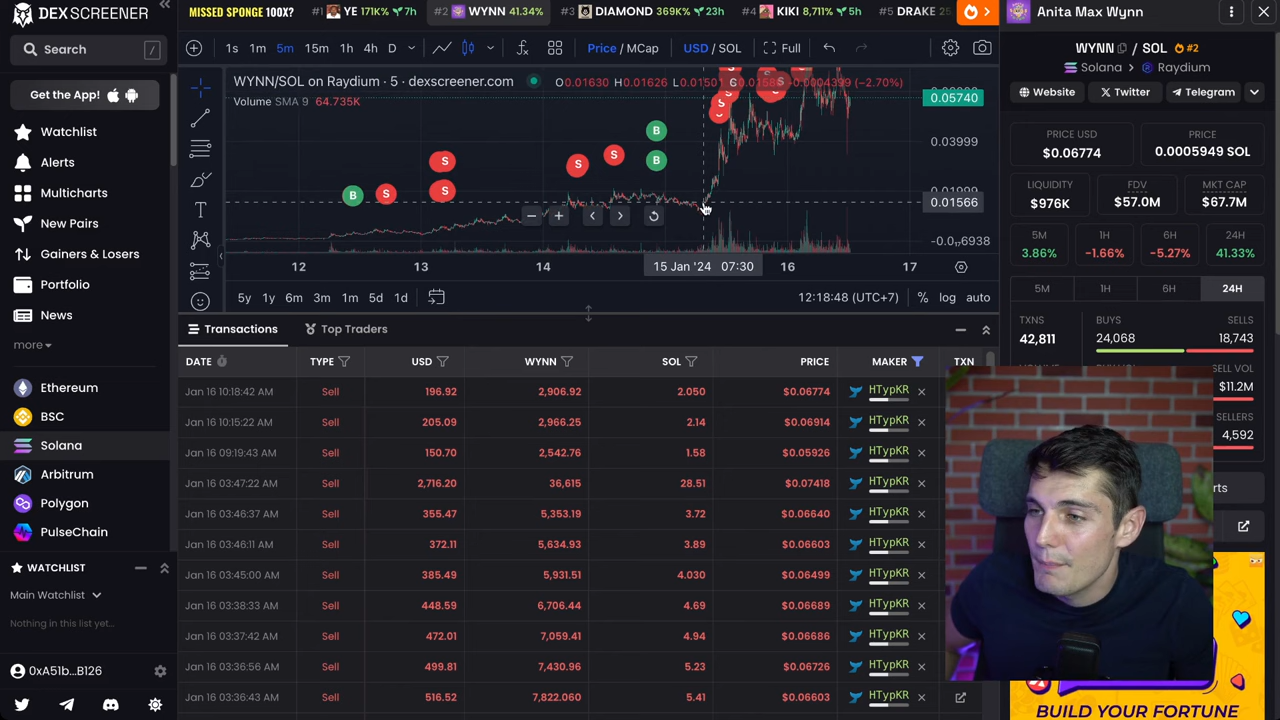 DEX SCREENER
MISSED SPONGE 100X?
#1 YE 171K% 7h
#2 WYNN 41.34%
#3 DIAMOND 369K% 23h
#4 KIKI 8,711% 5h
#5 DRAKE 25
Anita Max Wynn
Search /
Get the App!
Watchlist
Alerts
Multicharts
New Pairs
Gainers & Losers
Portfolio
News
more
Ethereum
BSC
Solana
Arbitrum
Polygon
PulseChain
WATCHLIST
Main Watchlist
Nothing in this list yet...
0xA51b...B126
1s 1m 5m 15m 1h 4h D
Price / MCap
USD / SOL
Full
WYNN/SOL on Raydium · 5 · dexscreener.com
Volume SMA 9 64.735K
0.05740
0.03999
0.01566
12 13 14 16 17
15 Jan '24 07:30
5y 1y 6m 3m 1m 5d 1d
12:18:48 (UTC+7)
% log auto
Transactions
Top Traders
DATE TYPE USD WYNN SOL PRICE MAKER TXN
Jan 16 10:18:42 AM Sell 196.92 2,906.92 2.050 $0.06774 HTypKR
Jan 16 10:15:22 AM Sell 205.09 2,966.25 2.14 $0.06914 HTypKR
Jan 16 09:19:43 AM Sell 150.70 2,542.76 1.58 $0.05926 HTypKR
Jan 16 03:47:22 AM Sell 2,716.20 36,615 28.51 $0.07418 HTypKR
Jan 16 03:46:37 AM Sell 355.47 5,353.19 3.72 $0.06640 HTypKR
Jan 16 03:46:11 AM Sell 372.11 5,634.93 3.89 $0.06603 HTypKR
Jan 16 03:45:00 AM Sell 385.49 5,931.51 4.030 $0.06499 HTypKR
Jan 16 03:38:33 AM Sell 448.59 6,706.44 4.69 $0.06689 HTypKR
Jan 16 03:37:42 AM Sell 472.01 7,059.41 4.94 $0.06686 HTypKR
Jan 16 03:36:56 AM Sell 499.81 7,430.96 5.23 $0.06726 HTypKR
Jan 16 03:36:43 AM Sell 516.52 7,822.060 5.41 $0.06603 HTypKR
WYNN / SOL #2
Solana > Raydium
Website
Twitter
Telegram
PRICE USD
$0.06774
PRICE
0.0005949 SOL
LIQUIDITY
$976K
FDV
$57.0M
MKT CAP
$67.7M
5M
3.86%
1H
-1.66%
6H
-5.27%
24H
41.33%
5M 1H 6H 24H
TXNS
42,811
BUYS
24,068
SELLS
18,743
$11.2M
SELLERS
4,592
BUILD YOUR FORTUNE